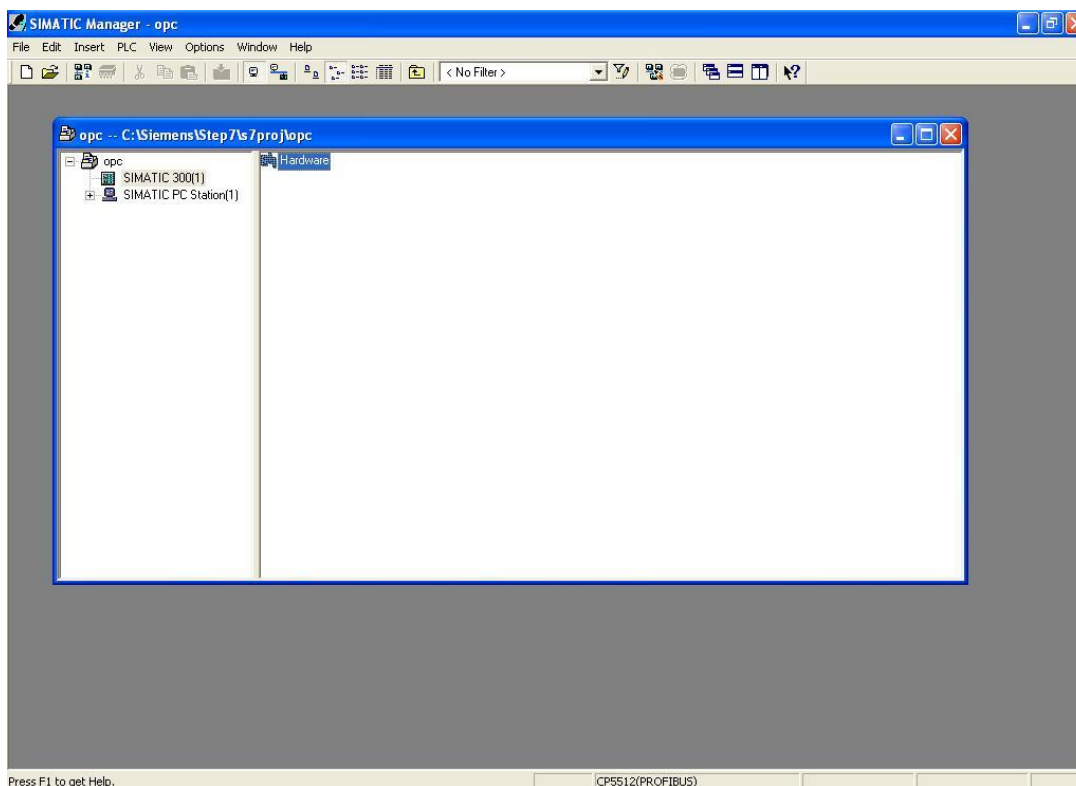 SIMATIC Manager - opc
File Edit Insert PLC View Options Window Help
< No Filter >
opc -- C:\Siemens\Step7\s7proj\opc
opc
Hardware
SIMATIC 300(1)
SIMATIC PC Station(1)
Press F1 to get Help.
CP5512(PROFIBUS)